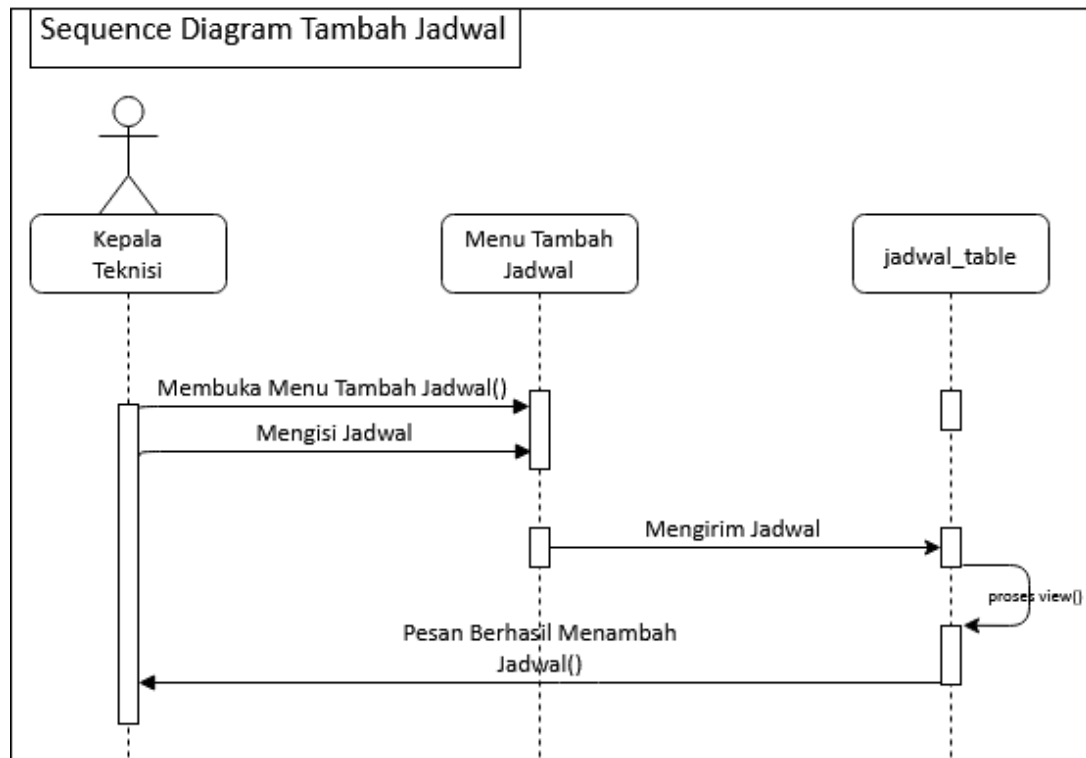 Sequence Diagram Tambah Jadwal
Kepala
Teknisi
Menu Tambah
Jadwal
jadwal_table
Membuka Menu Tambah Jadwal()
Mengisi Jadwal
Mengirim Jadwal
proses view()
Pesan Berhasil Menambah
Jadwal()